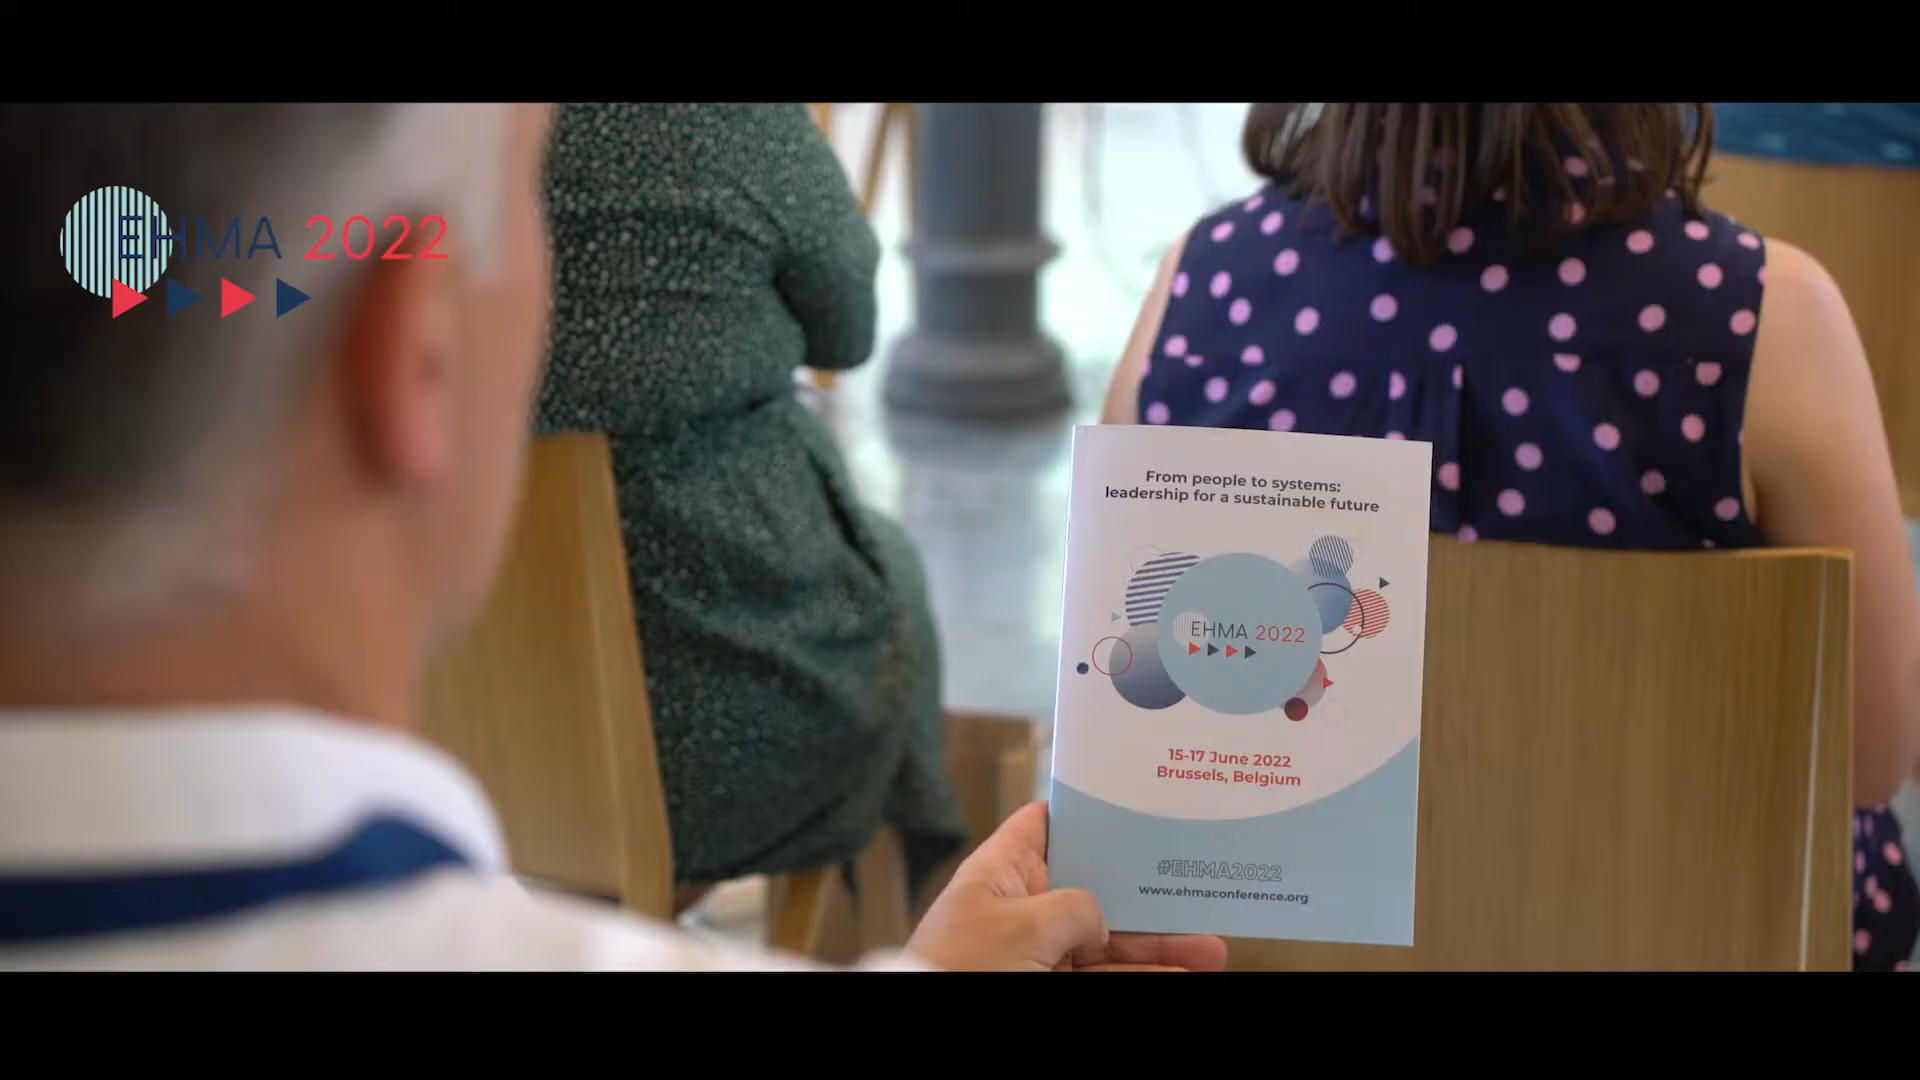 EHMA 2022
From people to systems:
leadership for a sustainable future
EHMA 2022
15-17 June 2022
Brussels, Belgium
#EHMA2022
www.ehmaconference.org